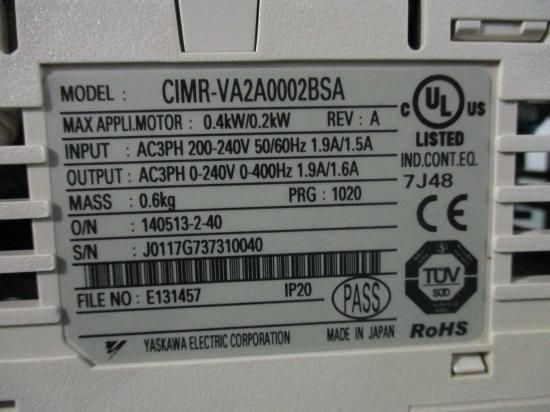 MODEL : CIMR-VA2A0002BSA
MAX APPLI.MOTOR : 0.4kW/0.2kW REV : A
INPUT : AC3PH 200-240V 50/60Hz 1.9A/1.5A
OUTPUT : AC3PH 0-240V 0-400Hz 1.9A/1.6A
MASS : 0.6kg PRG : 1020
O/N : 140513-2-40
S/N : J0117G737310040
FILE NO : E131457 IP20
PASS
YASKAWA ELECTRIC CORPORATION MADE IN JAPAN
C UL US
LISTED
IND.CONT.EQ.
7J48
CE
TÜV
SÜD
RoHS